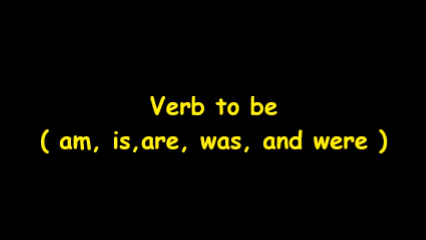 Verb to be
( am, is,are, was, and were )